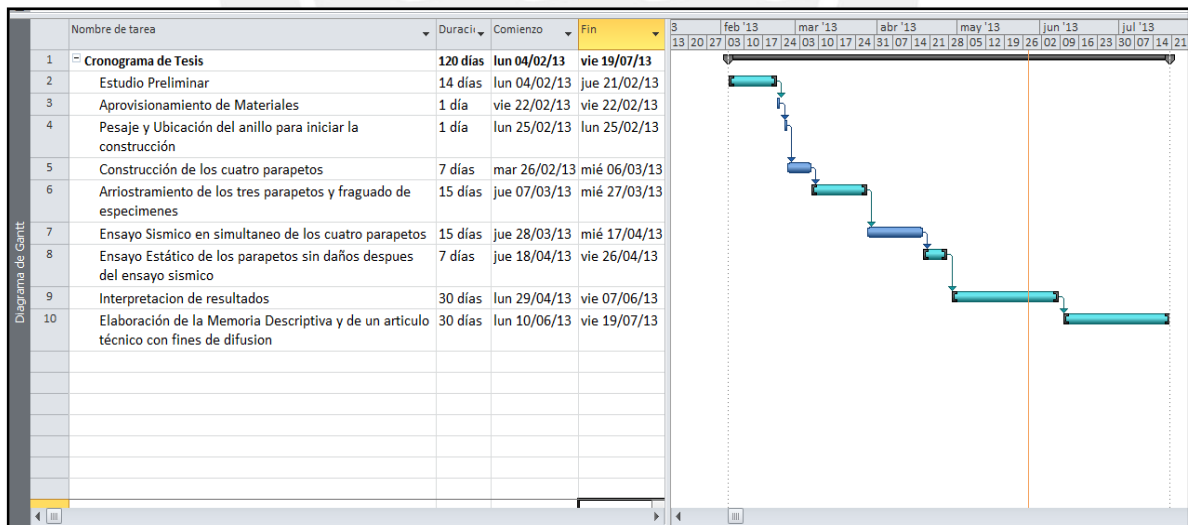 Nombre de tarea Duracić Comienzo Fin
3 feb '13 mar '13 abr '13 may '13 jun '13 jul '13
13 20 27 03 10 17 24 03 10 17 24 31 07 14 21 28 05 12 19 26 02 09 16 23 30 07 14 21
1 Cronograma de Tesis 120 días lun 04/02/13 vie 19/07/13
2 Estudio Preliminar 14 días lun 04/02/13 jue 21/02/13
3 Aprovisionamiento de Materiales 1 día vie 22/02/13 vie 22/02/13
4 Pesaje y Ubicación del anillo para iniciar la 1 día lun 25/02/13 lun 25/02/13
construcción
5 Construcción de los cuatro parapetos 7 días mar 26/02/13 mié 06/03/13
6 Arriostramiento de los tres parapetos y fraguado de 15 días jue 07/03/13 mié 27/03/13
especimenes
7 Ensayo Sismico en simultaneo de los cuatro parapetos 15 días jue 28/03/13 mié 17/04/13
8 Ensayo Estático de los parapetos sin daños despues 7 días jue 18/04/13 vie 26/04/13
del ensayo sismico
9 Interpretacion de resultados 30 días lun 29/04/13 vie 07/06/13
10 Elaboración de la Memoria Descriptiva y de un articulo 30 días lun 10/06/13 vie 19/07/13
técnico con fines de difusion
Diagrama de Gantt